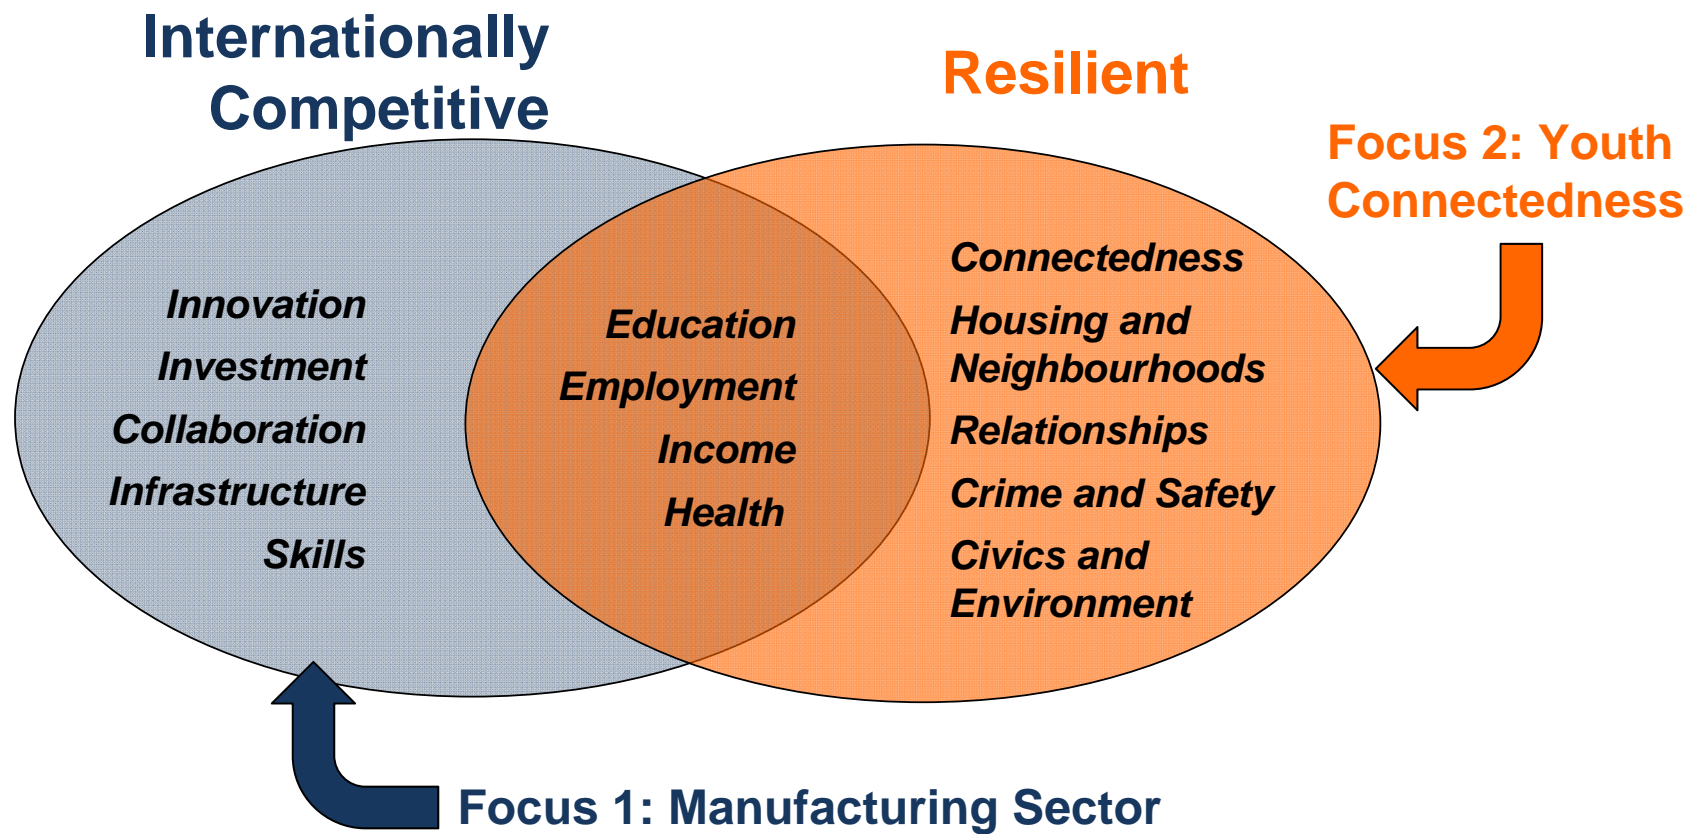 Internationally
Competitive
Resilient
Focus 2: Youth
Connectedness
Innovation
Investment
Collaboration
Infrastructure
Skills
Education
Employment
Income
Health
Connectedness
Housing and
Neighbourhoods
Relationships
Crime and Safety
Civics and
Environment
Focus 1: Manufacturing Sector